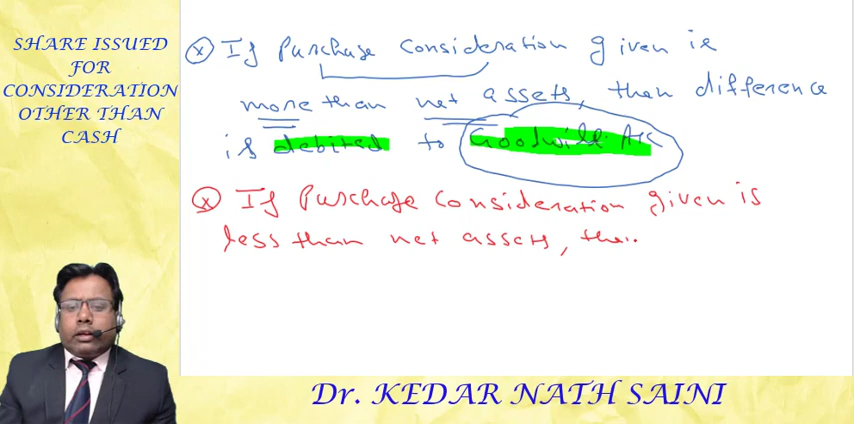 SHARE ISSUED
FOR
CONSIDERATION
OTHER THAN
CASH
(x) If Purchase Consideration given is
more than net assets, then difference
is debited to Goodwill A/c
(x) If Purchase Consideration given is
less than net assets, the
Dr. KEDAR NATH SAINI